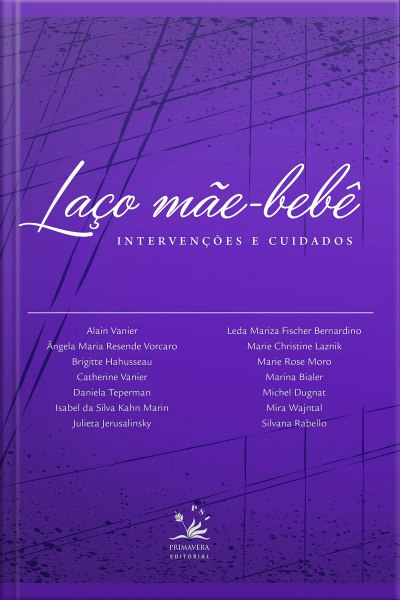 Laço mãe-bebê
INTERVENÇÕES E CUIDADOS
Alain Vanier
Ângela Maria Resende Vorcaro
Brigitte Hahusseau
Catherine Vanier
Daniela Teperman
Isabel da Silva Kahn Marin
Julieta Jerusalinsky
Leda Mariza Fischer Bernardino
Marie Christine Laznik
Marie Rose Moro
Marina Bialer
Michel Dugnat
Mira Wajntal
Silvana Rabello
PSI
PRIMAVERA
EDITORIAL